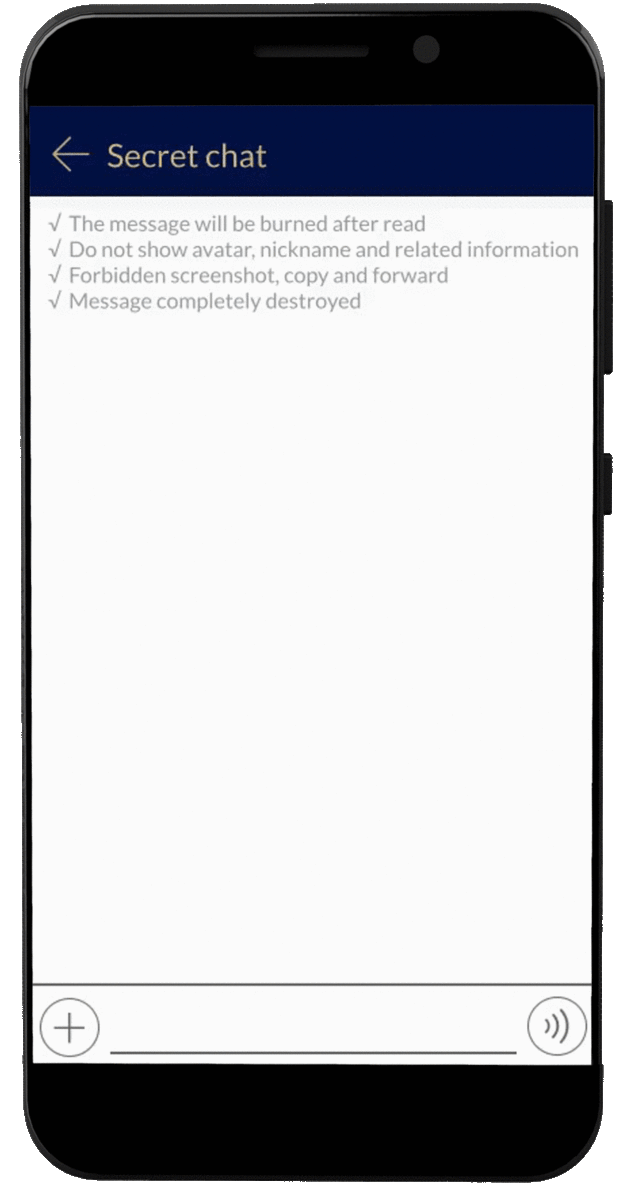 Secret chat
√ The message will be burned after read
√ Do not show avatar, nickname and related information
√ Forbidden screenshot, copy and forward
√ Message completely destroyed